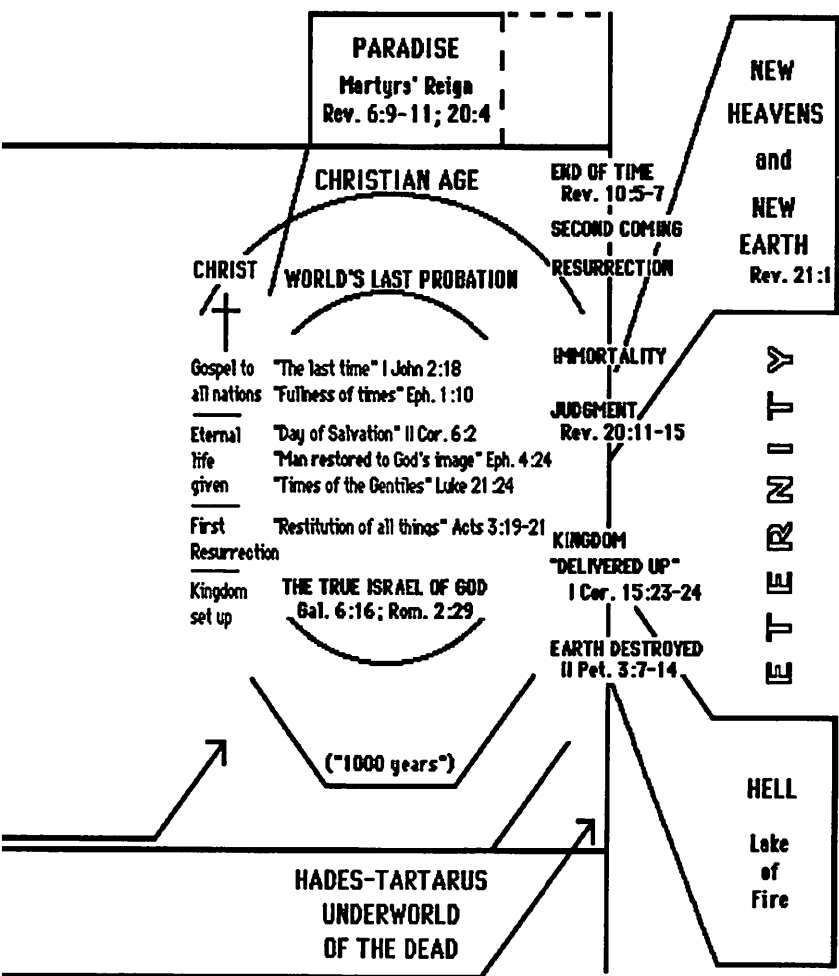 PARADISE
Martyrs' Reign
Rev. 6:9-11; 20:4
NEW
HEAVENS
and
NEW
EARTH
Rev. 21:1
CHRISTIAN AGE
END OF TIME
Rev. 10:5-7
SECOND COMING
RESURRECTION
CHRIST
WORLD'S LAST PROBATION
IMMORTALITY
JUDGMENT
Rev. 20:11-15
Gospel to
all nations
"The last time" I John 2:18
"Fullness of times" Eph. 1:10
Eternal
life
given
"Day of Salvation" II Cor. 6:2
"Man restored to God's image" Eph. 4:24
"Times of the Gentiles" Luke 21:24
First
Resurrection
"Restitution of all things" Acts 3:19-21
Kingdom
set up
THE TRUE ISRAEL OF GOD
Gal. 6:16; Rom. 2:29
KINGDOM
"DELIVERED UP"
I Cor. 15:23-24
EARTH DESTROYED
II Pet. 3:7-14
ETERNITY
("1000 years")
HELL
Lake
of
Fire
HADES-TARTARUS
UNDERWORLD
OF THE DEAD